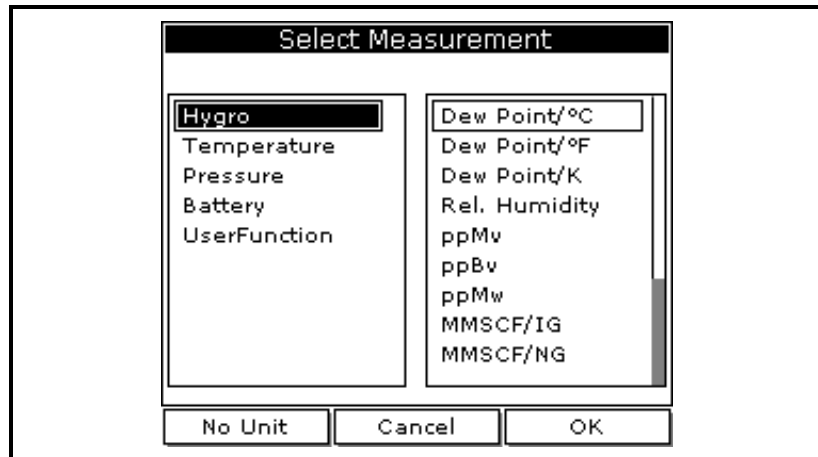 Select Measurement
Hygro
Temperature
Pressure
Battery
UserFunction
Dew Point/°C
Dew Point/°F
Dew Point/K
Rel. Humidity
ppMv
ppBv
ppMw
MMSCF/IG
MMSCF/NG
No Unit
Cancel
OK